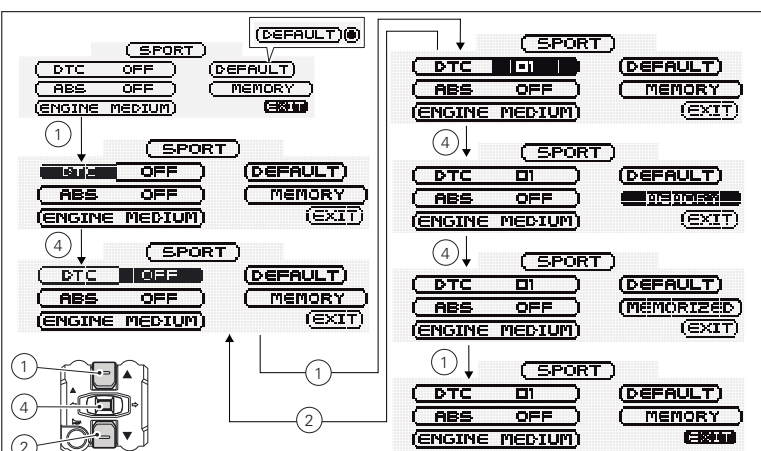 (DEFAULT)
(SPORT)
(DTC OFF) (DEFAULT)
(ABS OFF) (MEMORY)
(ENGINE MEDIUM) (EXIT)
1
(SPORT)
DTC OFF) (DEFAULT)
(ABS OFF) (MEMORY)
(ENGINE MEDIUM) (EXIT)
4
(SPORT)
(DTC OFF (DEFAULT)
(ABS OFF) (MEMORY)
(ENGINE MEDIUM) (EXIT)
1
4
2
1
2
(SPORT)
(DTC 01 (DEFAULT)
(ABS OFF) (MEMORY)
(ENGINE MEDIUM) (EXIT)
4
(SPORT)
(DTC 01) (DEFAULT)
(ABS OFF) MEMORY
(ENGINE MEDIUM) (EXIT)
4
(SPORT)
(DTC 01) (DEFAULT)
(ABS OFF) (MEMORIZED)
(ENGINE MEDIUM) (EXIT)
1
(SPORT)
(DTC 01) (DEFAULT)
(ABS OFF) (MEMORY)
(ENGINE MEDIUM) (EXIT)